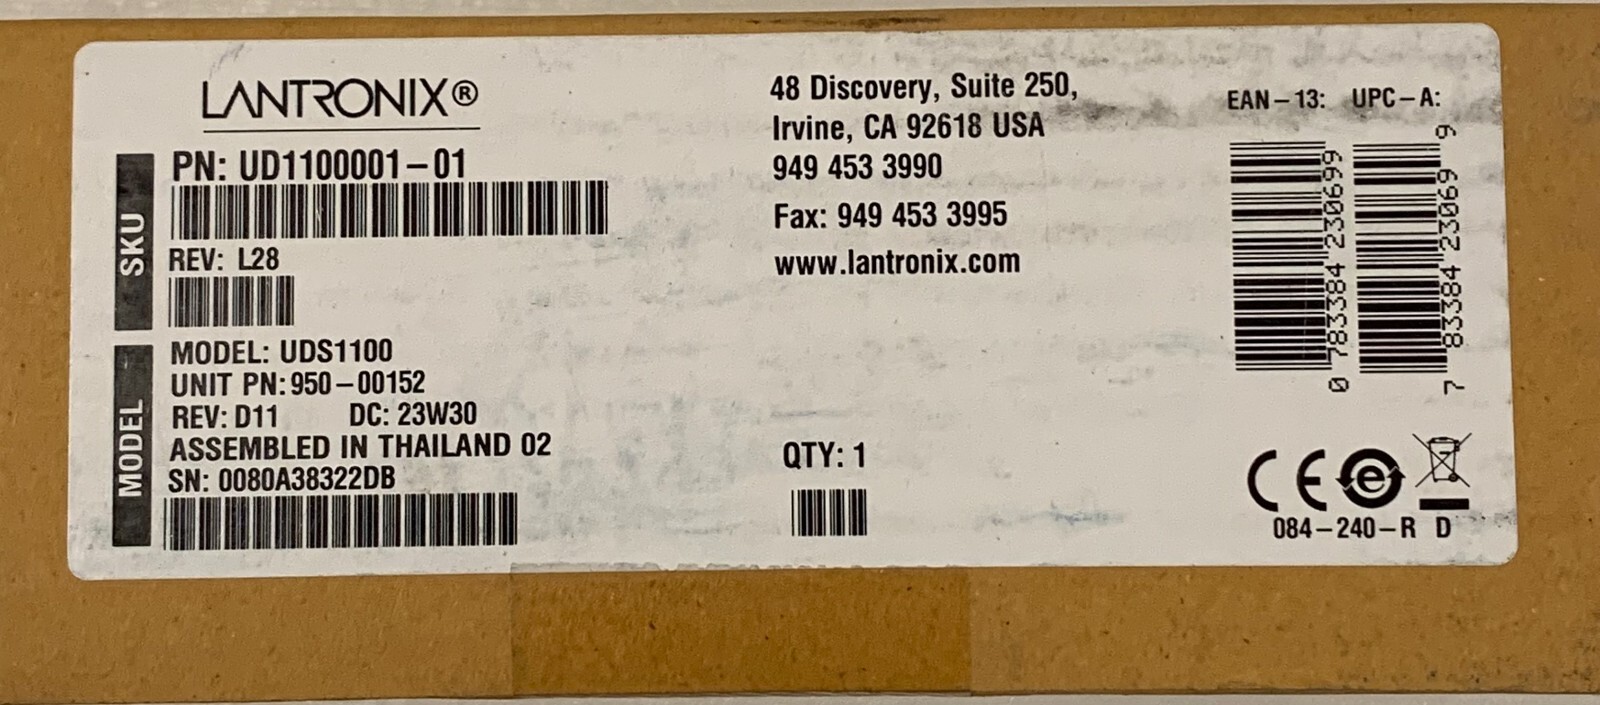 LANTRONIX®
SKU
PN: UD1100001-01
REV: L28
MODEL
MODEL: UDS1100
UNIT PN: 950-00152
REV: D11 DC: 23W30
ASSEMBLED IN THAILAND 02
SN: 0080A38322DB
48 Discovery, Suite 250,
Irvine, CA 92618 USA
949 453 3990
Fax: 949 453 3995
www.lantronix.com
QTY: 1
EAN-13: UPC-A:
0 783384 230699
7 83384 23069 9
CE e
084-240-R D